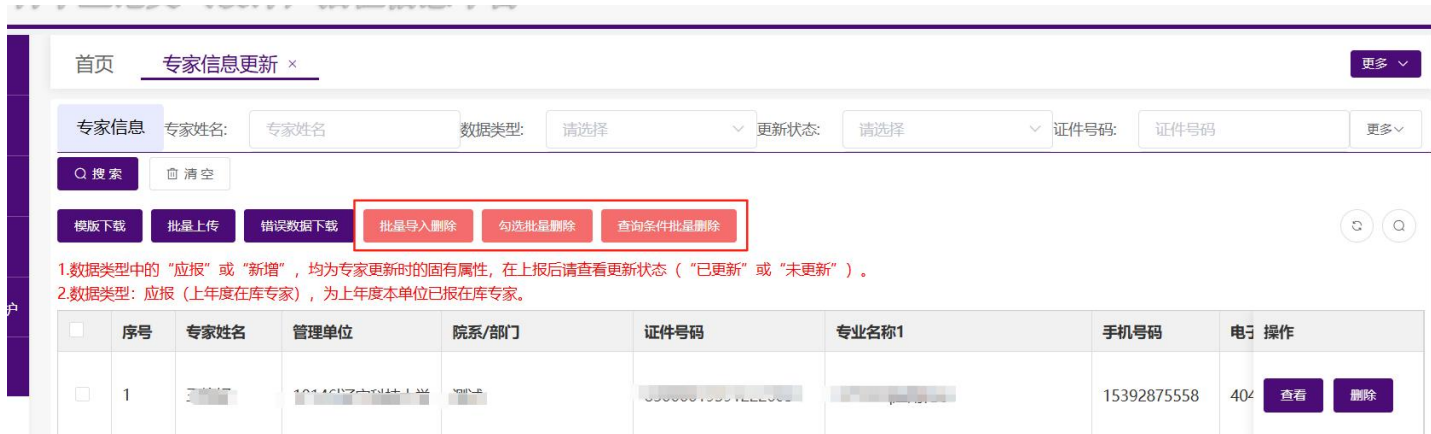 首页 专家信息更新 × 更多
专家信息 专家姓名: 专家姓名 数据类型: 请选择 更新状态: 请选择 证件号码: 证件号码 更多
搜索 清空
模版下载 批量上传 错误数据下载 批量导入删除 勾选批量删除 查询条件批量删除
1.数据类型中的“应报”或“新增”，均为专家更新时的固有属性，在上报后请查看更新状态（“已更新”或“未更新”）。
2.数据类型：应报（上年度在库专家），为上年度本单位已报在库专家。
护
序号 专家姓名 管理单位 院系/部门 证件号码 专业名称1 手机号码 电子 操作
1 15392875558 404 查看 删除